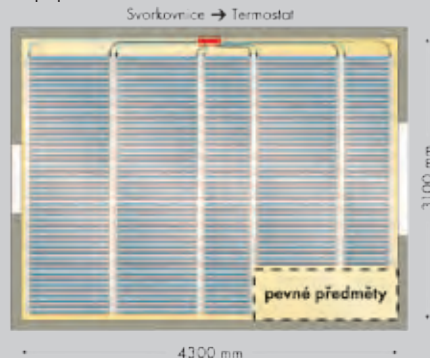 Svorkovnice → Termostat
3100 mm
pevné předměty
4300 mm